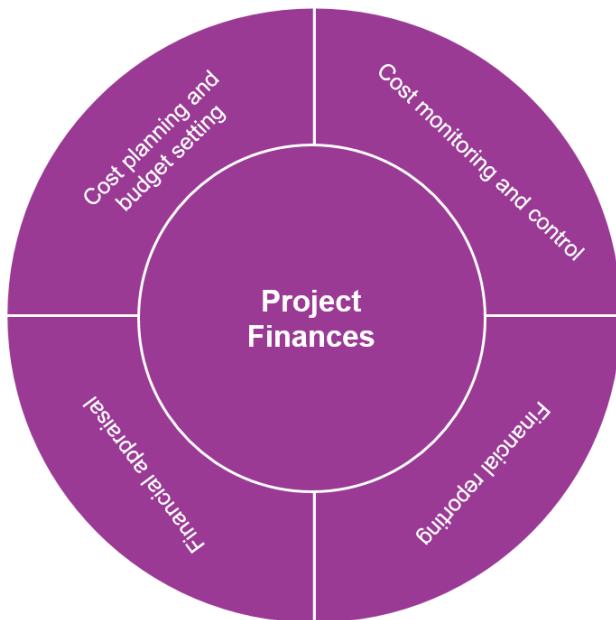 Cost planning and
budget setting
Cost monitoring and control
Project
Finances
Financial appraisal
Financial reporting